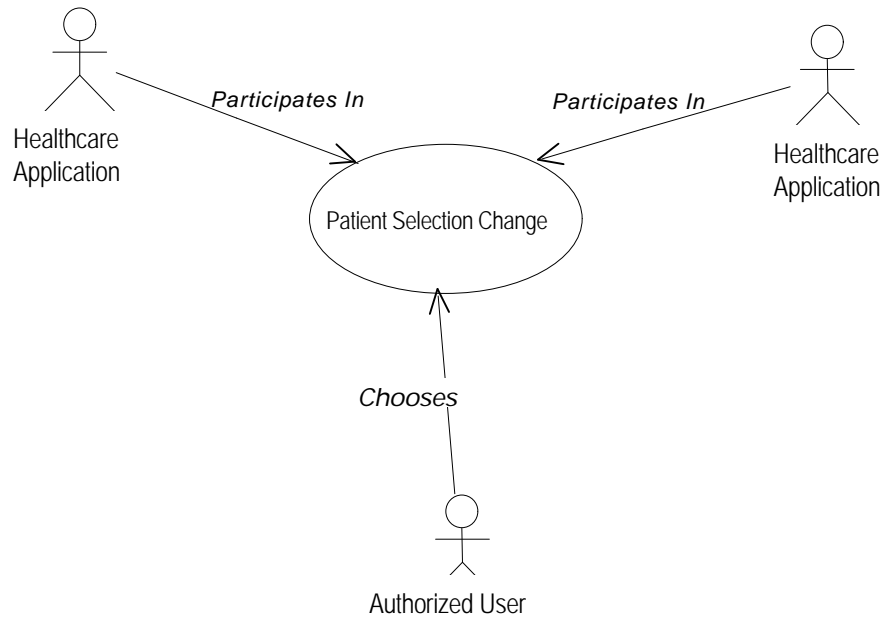 Participates In
Participates In
Healthcare
Application
Healthcare
Application
Patient Selection Change
Chooses
Authorized User